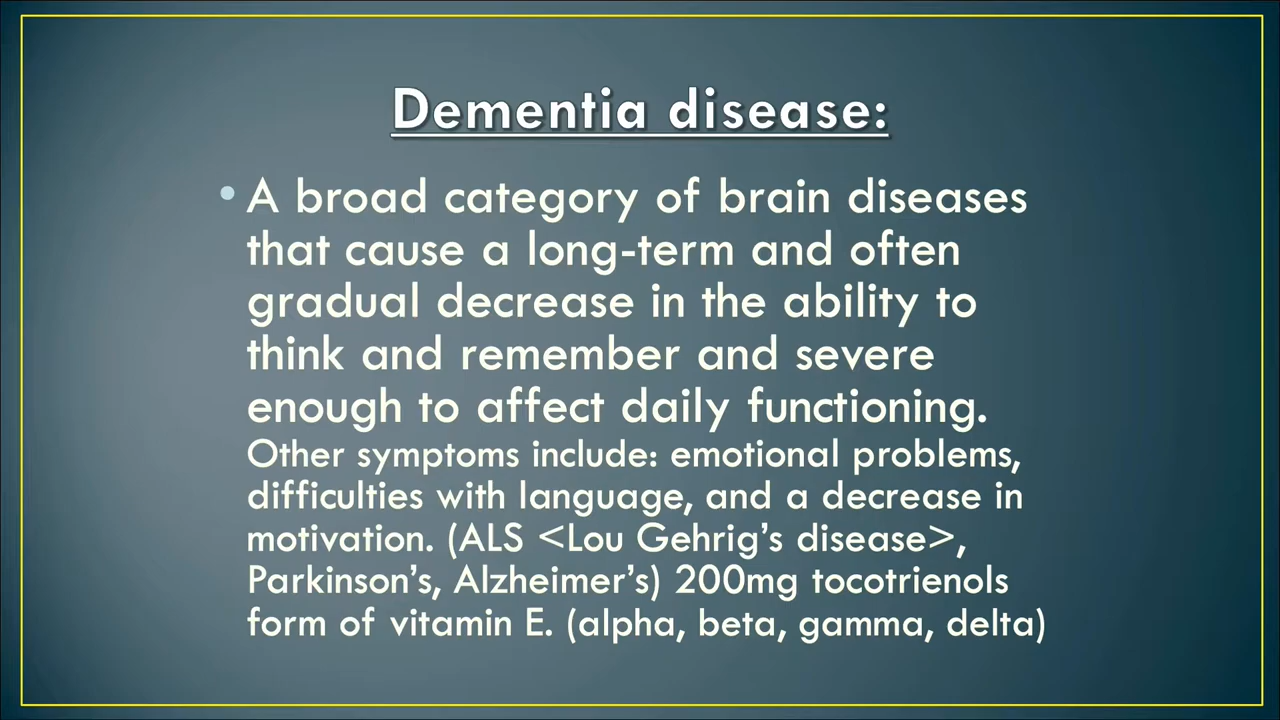 Dementia disease:
• A broad category of brain diseases
that cause a long-term and often
gradual decrease in the ability to
think and remember and severe
enough to affect daily functioning.
Other symptoms include: emotional problems,
difficulties with language, and a decrease in
motivation. (ALS <Lou Gehrig’s disease>,
Parkinson’s, Alzheimer’s) 200mg tocotrienols
form of vitamin E. (alpha, beta, gamma, delta)